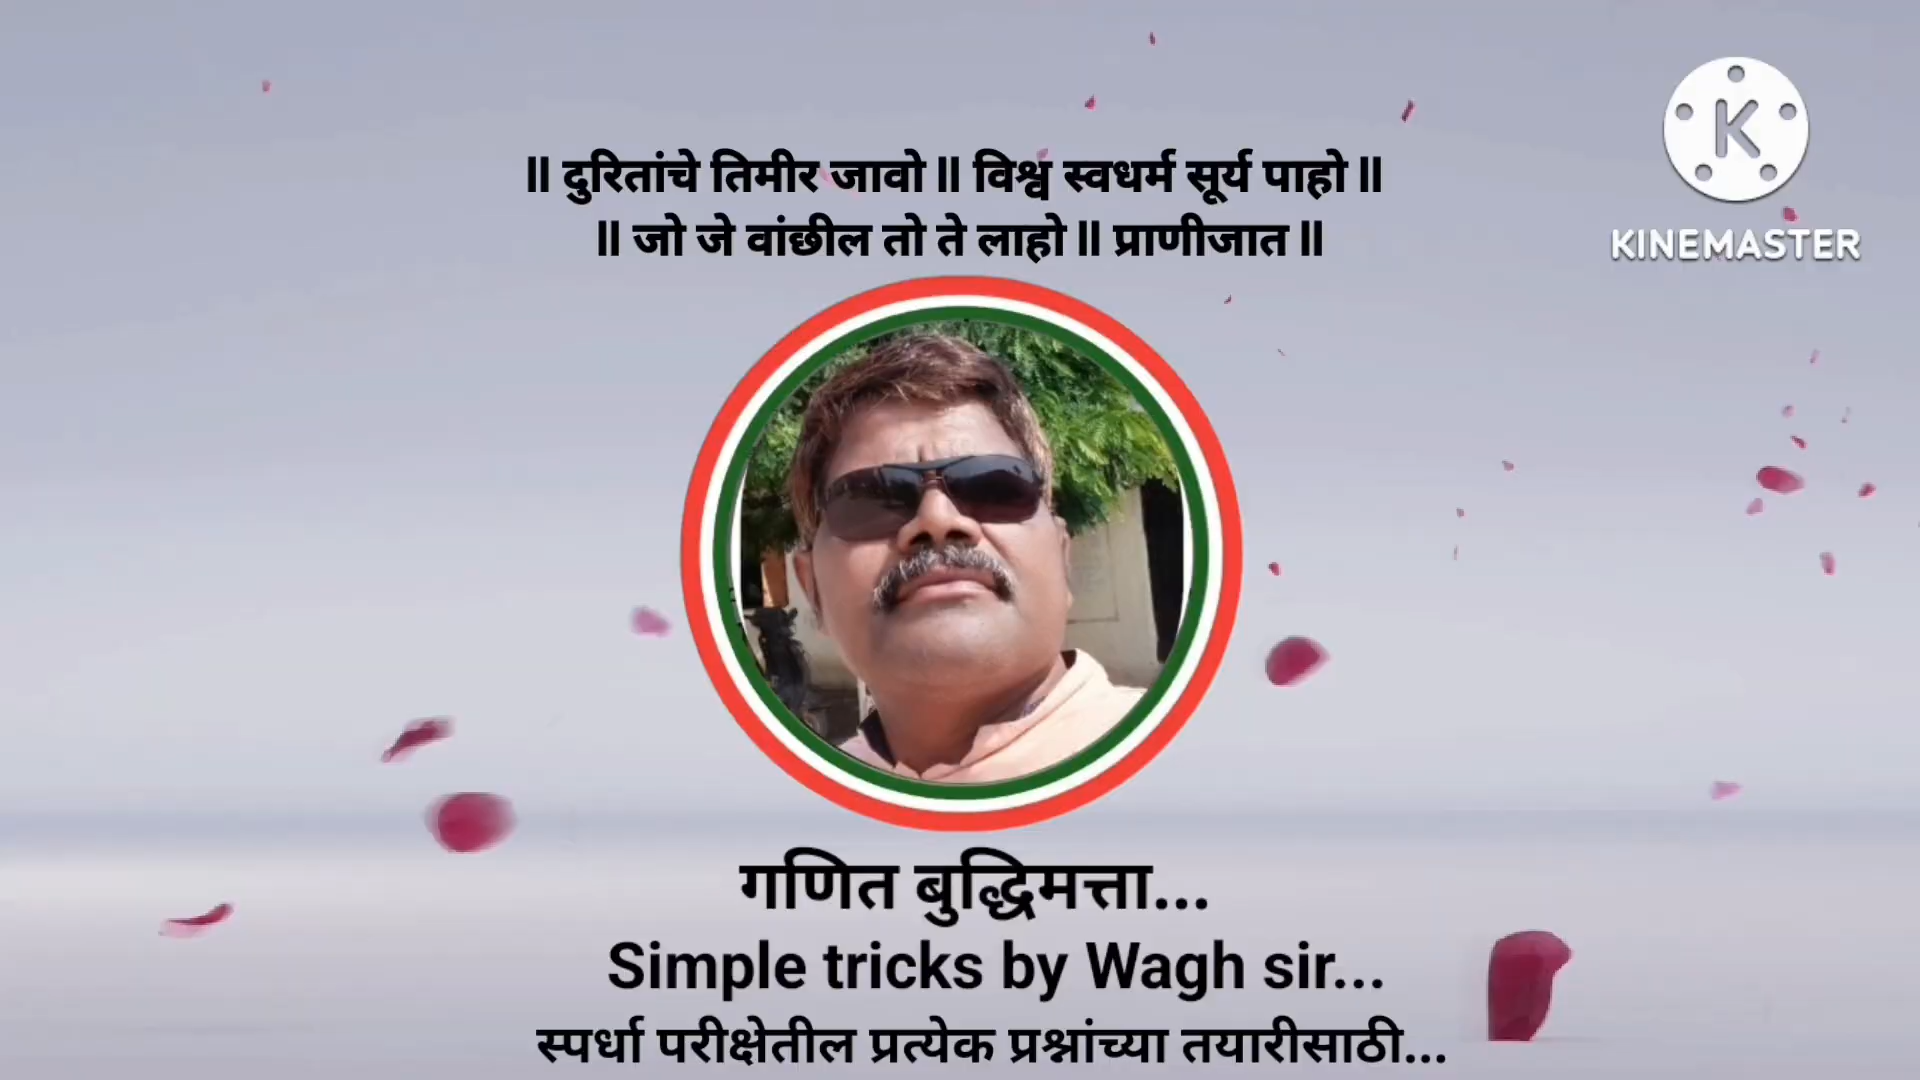 ॥ दुरितांचे तिमीर जावो ॥ विश्व स्वधर्म सूर्य पाहो ॥
॥ जो जे वांछील तो ते लाहो ॥ प्राणीजात ॥
K
KINEMASTER
गणित बुद्धिमत्ता...
Simple tricks by Wagh sir...
स्पर्धा परीक्षेतील प्रत्येक प्रश्नांच्या तयारीसाठी...